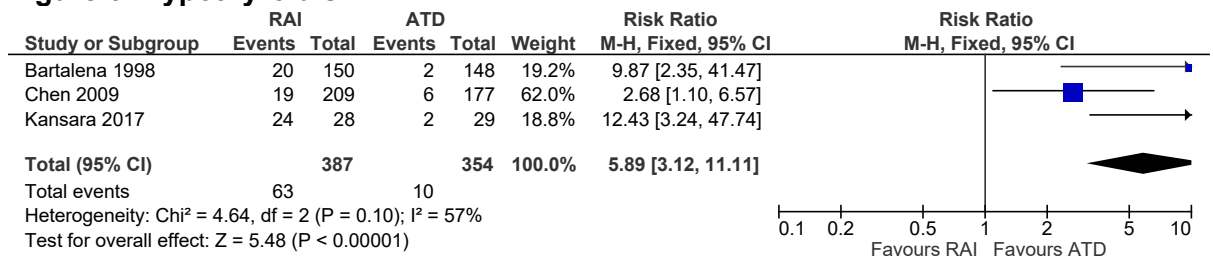 RAI ATD Risk Ratio Risk Ratio
Study or Subgroup Events Total Events Total Weight M-H, Fixed, 95% CI M-H, Fixed, 95% CI
Bartalena 1998 20 150 2 148 19.2% 9.87 [2.35, 41.47]
Chen 2009 19 209 6 177 62.0% 2.68 [1.10, 6.57]
Kansara 2017 24 28 2 29 18.8% 12.43 [3.24, 47.74]
Total (95% CI) 387 354 100.0% 5.89 [3.12, 11.11]
Total events 63 10
Heterogeneity: Chi² = 4.64, df = 2 (P = 0.10); I² = 57%
Test for overall effect: Z = 5.48 (P < 0.00001)
0.1 0.2 0.5 1 2 5 10
Favours RAI Favours ATD